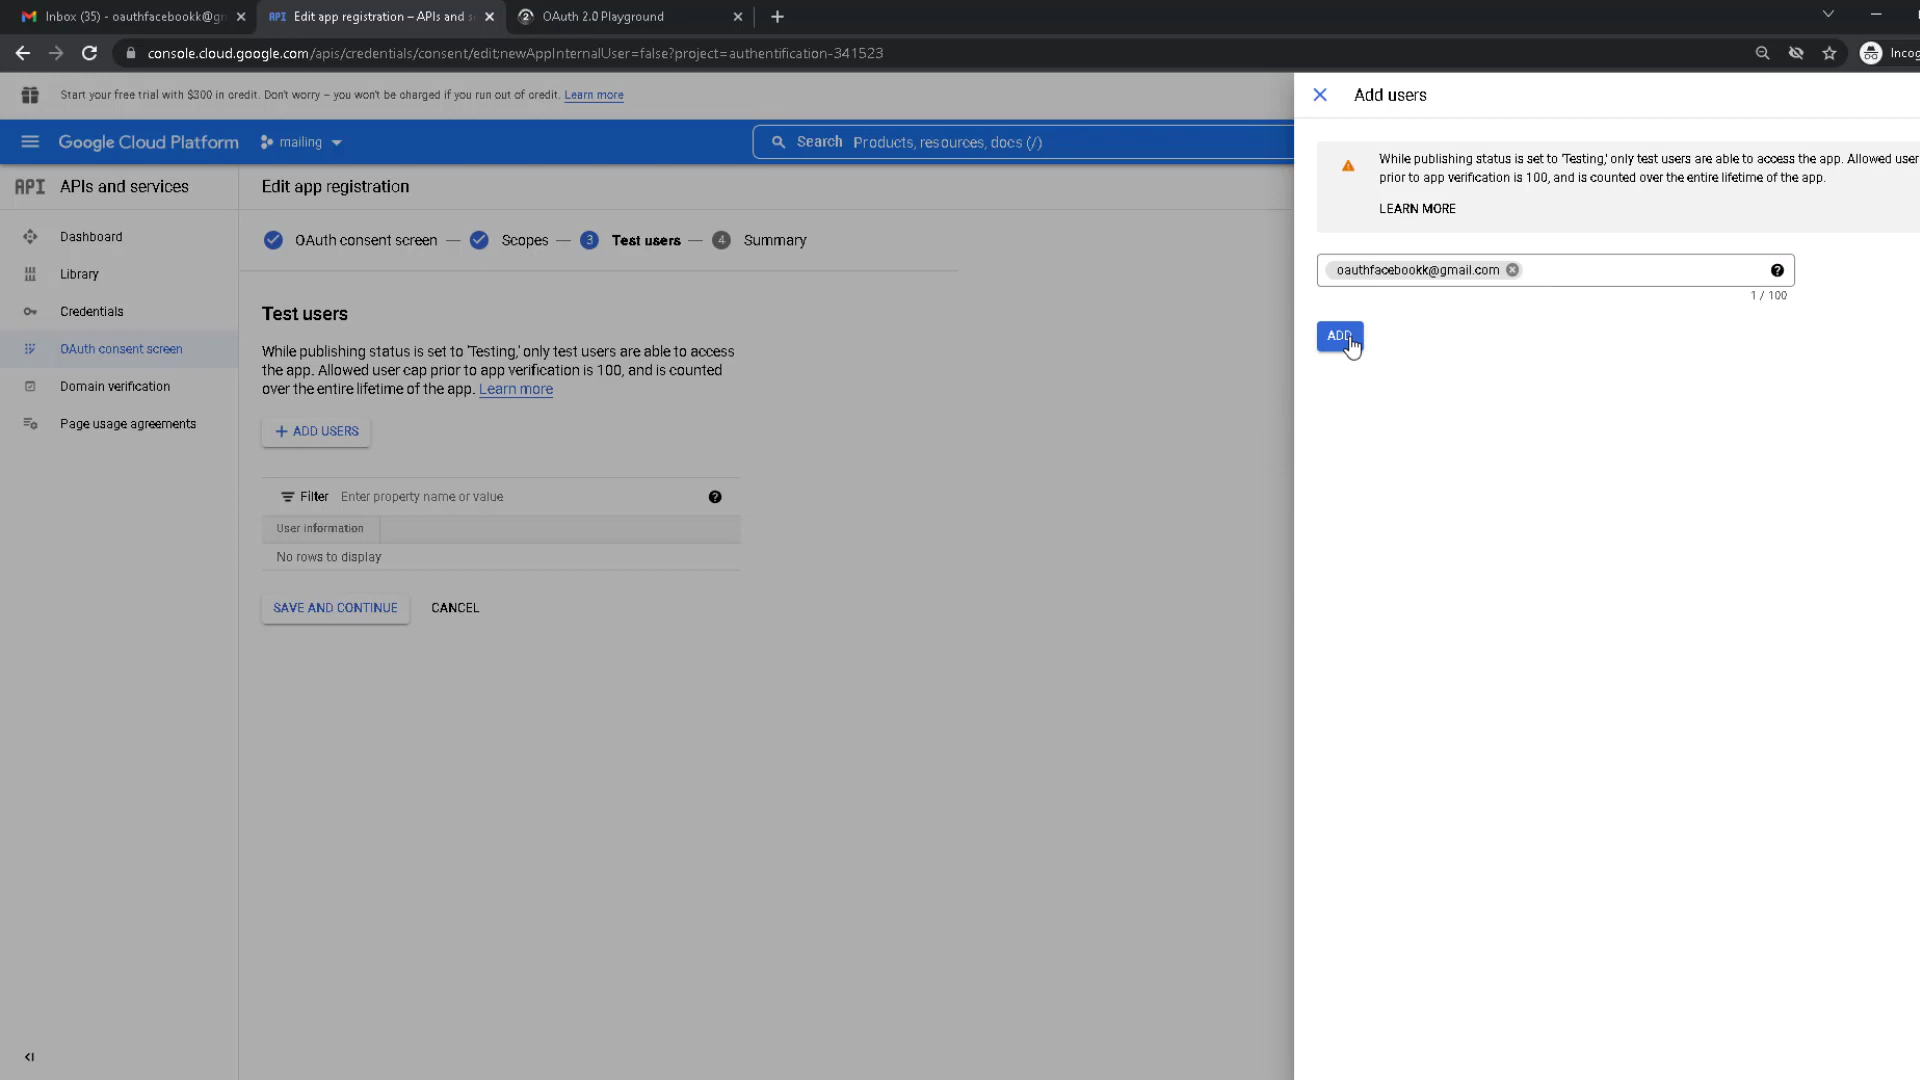 Inbox (35) - oauthfacebookk@gm
Edit app registration – APIs and s
OAuth 2.0 Playground
console.cloud.google.com/apis/credentials/consent/edit;newAppInternalUser=false?project=authentification-341523
Incog
Start your free trial with $300 in credit. Don't worry – you won't be charged if you run out of credit. Learn more
Google Cloud Platform
mailing
Search Products, resources, docs (/)
API APIs and services
Dashboard
Library
Credentials
OAuth consent screen
Domain verification
Page usage agreements
Edit app registration
OAuth consent screen — Scopes — 3 Test users — 4 Summary
Test users
While publishing status is set to 'Testing,' only test users are able to access
the app. Allowed user cap prior to app verification is 100, and is counted
over the entire lifetime of the app. Learn more
+ ADD USERS
Filter Enter property name or value
User information
No rows to display
SAVE AND CONTINUE CANCEL
Add users
While publishing status is set to 'Testing,' only test users are able to access the app. Allowed user
prior to app verification is 100, and is counted over the entire lifetime of the app.
LEARN MORE
oauthfacebookk@gmail.com
1 / 100
ADD